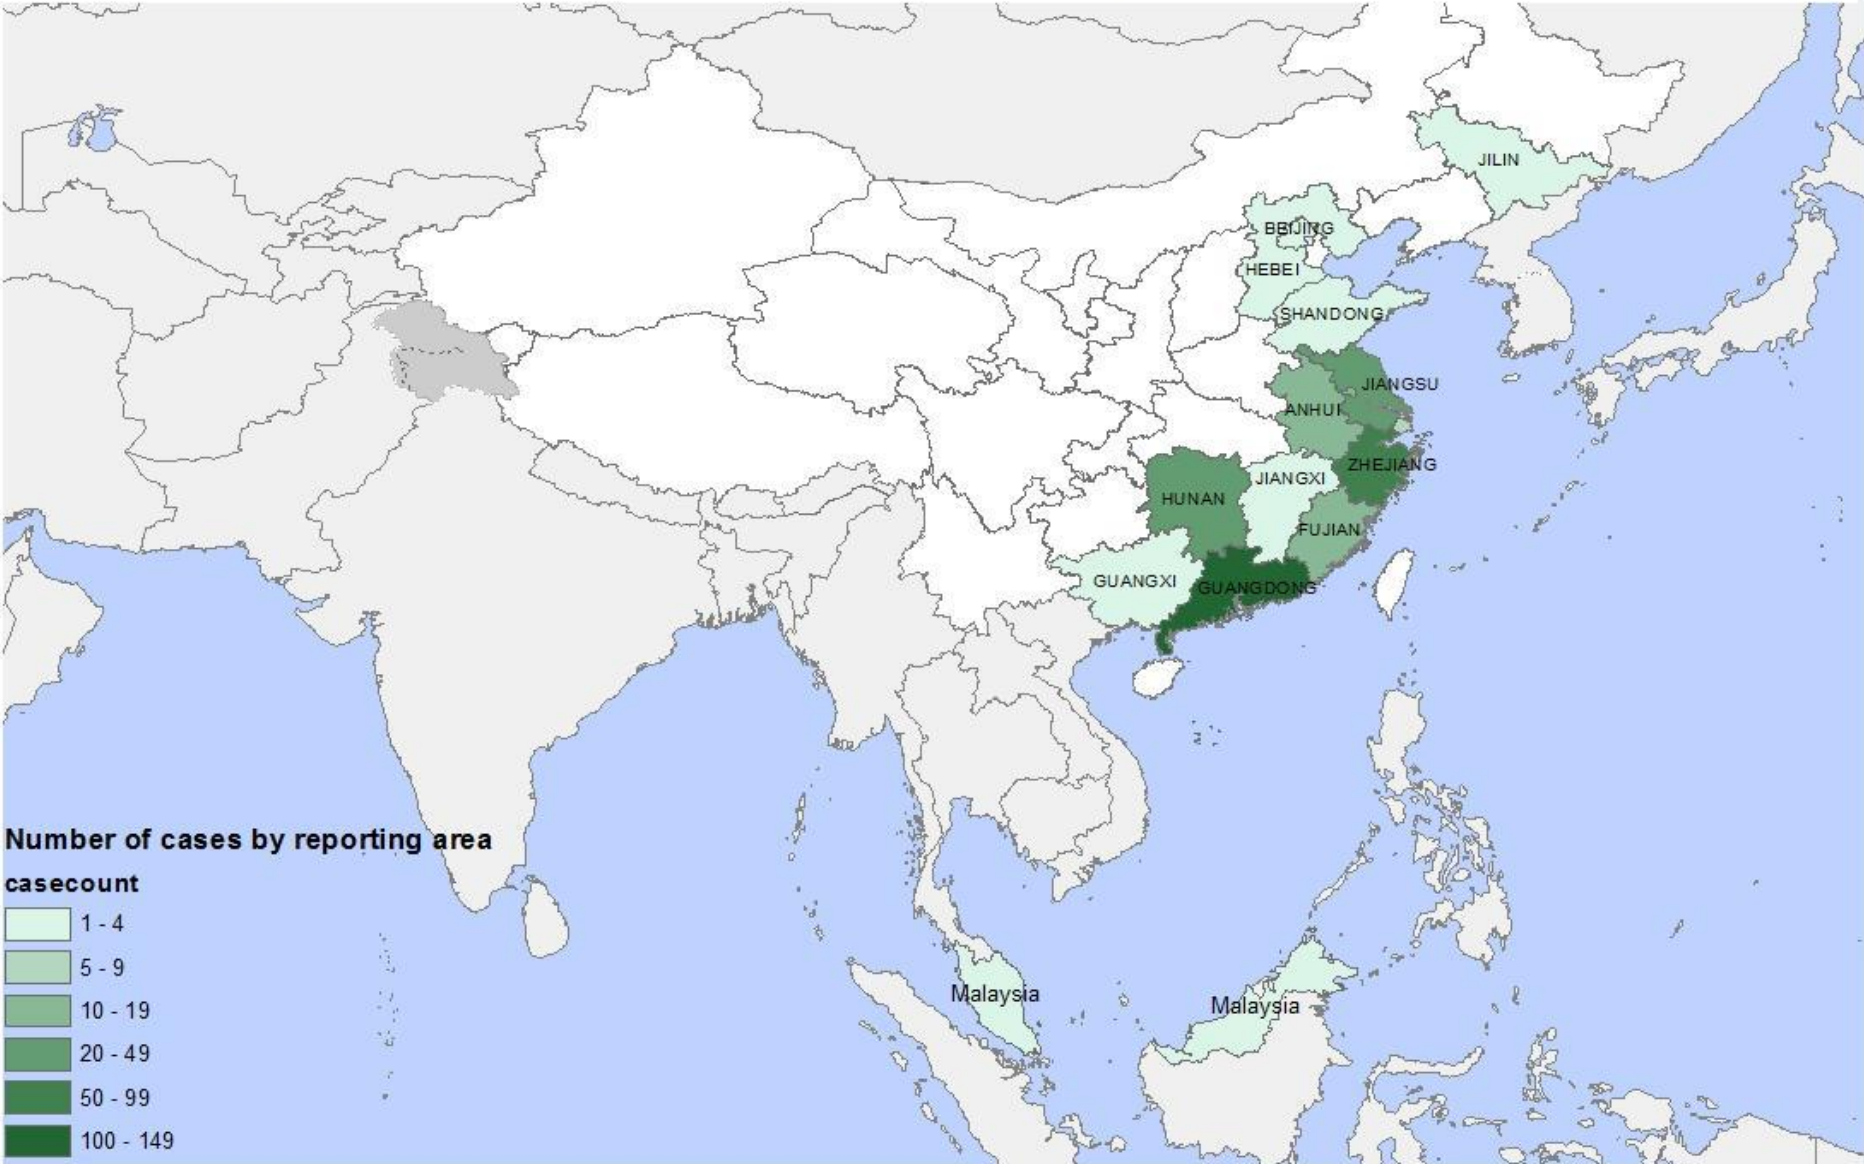 JILIN
BEIJING
HEBEI
SHANDONG
JIANGSU
ANHUI
ZHEJIANG
JIANGXI
HUNAN
FUJIAN
GUANGXI
GUANGDONG
Malaysia
Malaysia
Number of cases by reporting area
casecount
1 - 4
5 - 9
10 - 19
20 - 49
50 - 99
100 - 149